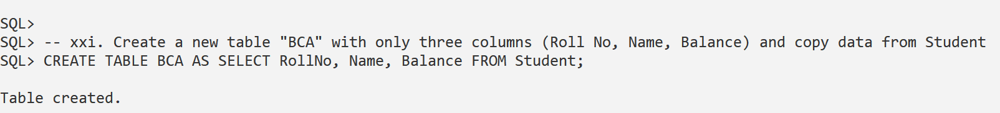 SQL>
SQL> -- xxi. Create a new table "BCA" with only three columns (Roll No, Name, Balance) and copy data from Student
SQL> CREATE TABLE BCA AS SELECT RollNo, Name, Balance FROM Student;
Table created.